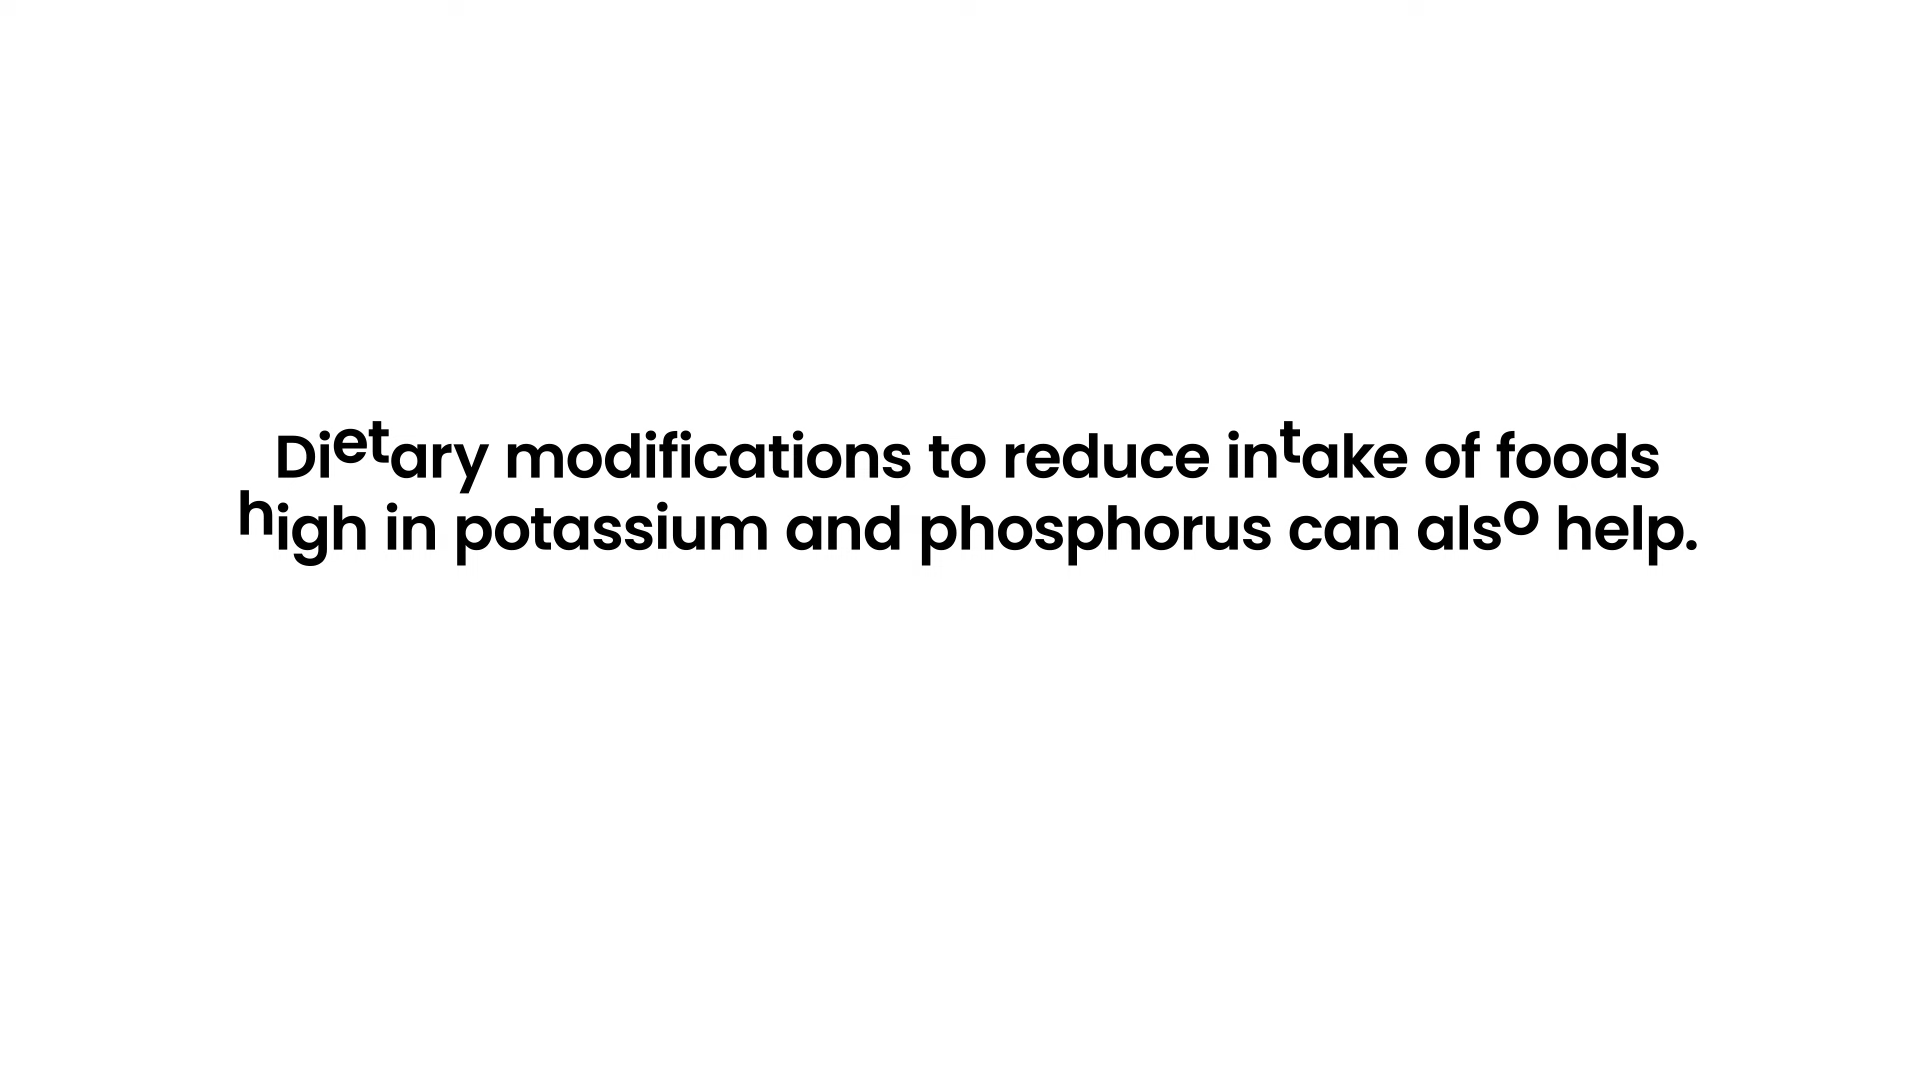 Dietary modifications to reduce intake of foods
high in potassium and phosphorus can also help.